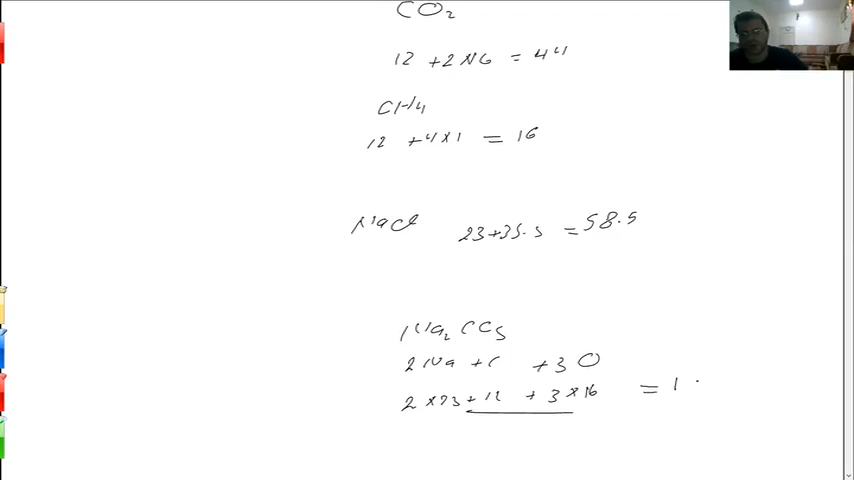 CO₂
12 + 2×16 = 44
CH4
12 + 4×1 = 16
NaCl 23+35.5 = 58.5
Na₂CO3
2Na + C + 3O
2×23 + 12 + 3×16 = 1